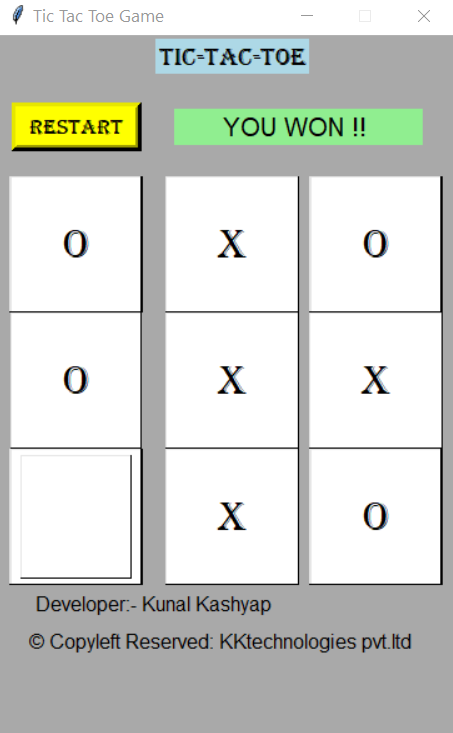 Tic Tac Toe Game
TIC=TAC=TOE
RESTART
YOU WON !!
O X O
O X X
X O
Developer:- Kunal Kashyap
© Copyleft Reserved: KKtechnologies pvt.ltd